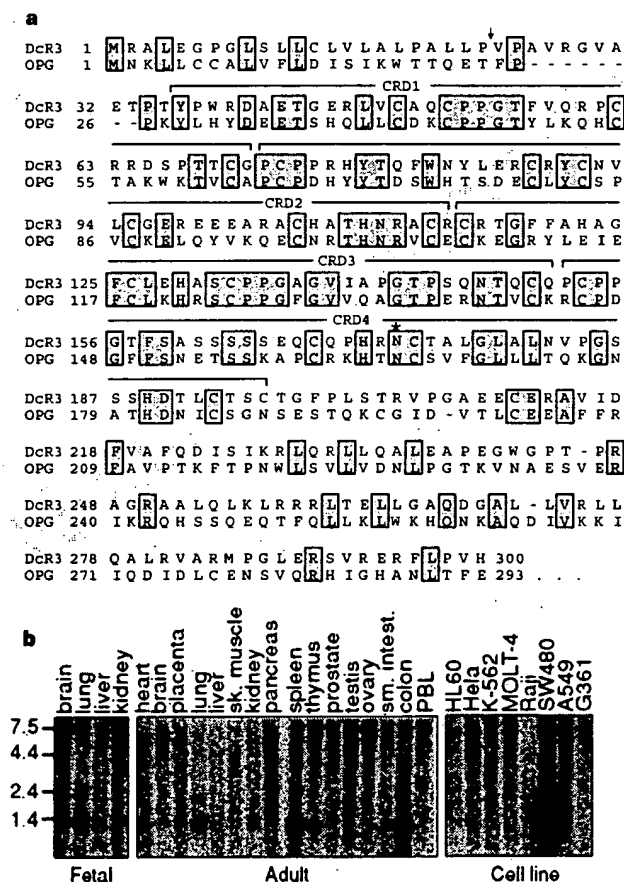 a
DcR3 1 MRALEGPGLSLLCLVLALPALLPVPAVRGVA
OPG 1 MNKLLCCALVFLDISIKWTTQETFP------
CRD1
DcR3 32 ETPTYPWRDAETGERLVCAQCPPGTFVQRPC
OPG 26 --PKYLHYDEETSHQLLCDKCPPGTYLKQHC
DcR3 63 RRDSPTTCGPCPPRHYTQFWNYLERCRYCNV
OPG 55 TAKWKTVCAPCPDHYYTDSWHTSDECLYCSP
CRD2
DcR3 94 LCGEREEEARACHATHNRACRCRTGFFAHAG
OPG 86 VCKELQYVKQECNRTHNRVCECKEGRYLEIE
CRD3
DcR3 125 FCLEHASCPPGAGVIAPGTPSQNTQCQPCPP
OPG 117 FCLKHRSCPPGFGVVQAGTPERNTVCKRCPD
CRD4
DcR3 156 GTFSASSSSSEQCQPHRNCTALGLALNVPGS
OPG 148 GFFSNETSSKAPCRKHTNCSVFGLLLTQKGN
DcR3 187 SSHDTLCTSCTGFPLSTRVPGAEECERAVID
OPG 179 ATHDNICSGNSESTQKCGID-VTLCEEAFFR
DcR3 218 FVAFQDISIKRLQRLLQALEAPEGWGPT-PR
OPG 209 FAVPTKFTPNWLSVLVDNLPGTKVNAESVER
DcR3 248 AGRAALQLKLRRRLTELLGAQDGAL-LVRLL
OPG 240 IKRQHSSQEQTFQLLKLWKHQNKAQDIVKKI
DcR3 278 QALRVARMPGLERSVRERFLPVH 300
OPG 271 IQDIDLCENSVQRHIGHANLTFE 293 ...
b
brain lung liver kidney heart brain placenta lung liver sk. muscle kidney pancreas spleen thymus prostate testis ovary sm. intest. colon PBL HL60 Hela K-562 MOLT-4 Raji SW480 A549 G361
7.5
4.4
2.4
1.4
Fetal Adult Cell line